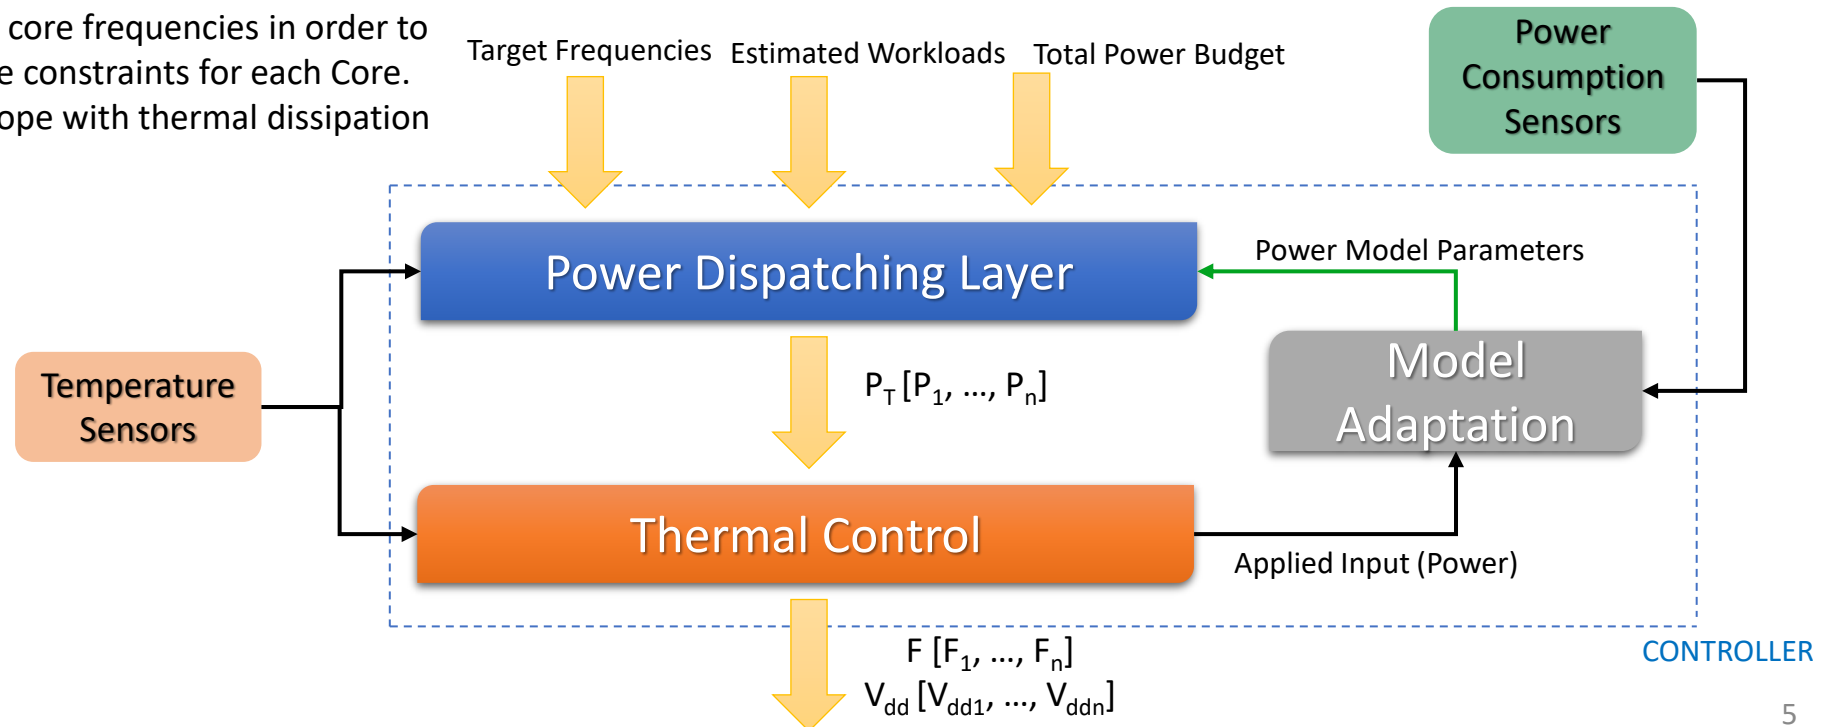 core frequencies in order to
e constraints for each Core.
ope with thermal dissipation
Target Frequencies
Estimated Workloads
Total Power Budget
Power
Consumption
Sensors
Power Dispatching Layer
Power Model Parameters
Temperature
Sensors
P_T [P_1, ..., P_n]
Model
Adaptation
Thermal Control
Applied Input (Power)
F [F_1, ..., F_n]
V_dd [V_dd1, ..., V_ddn]
CONTROLLER
5